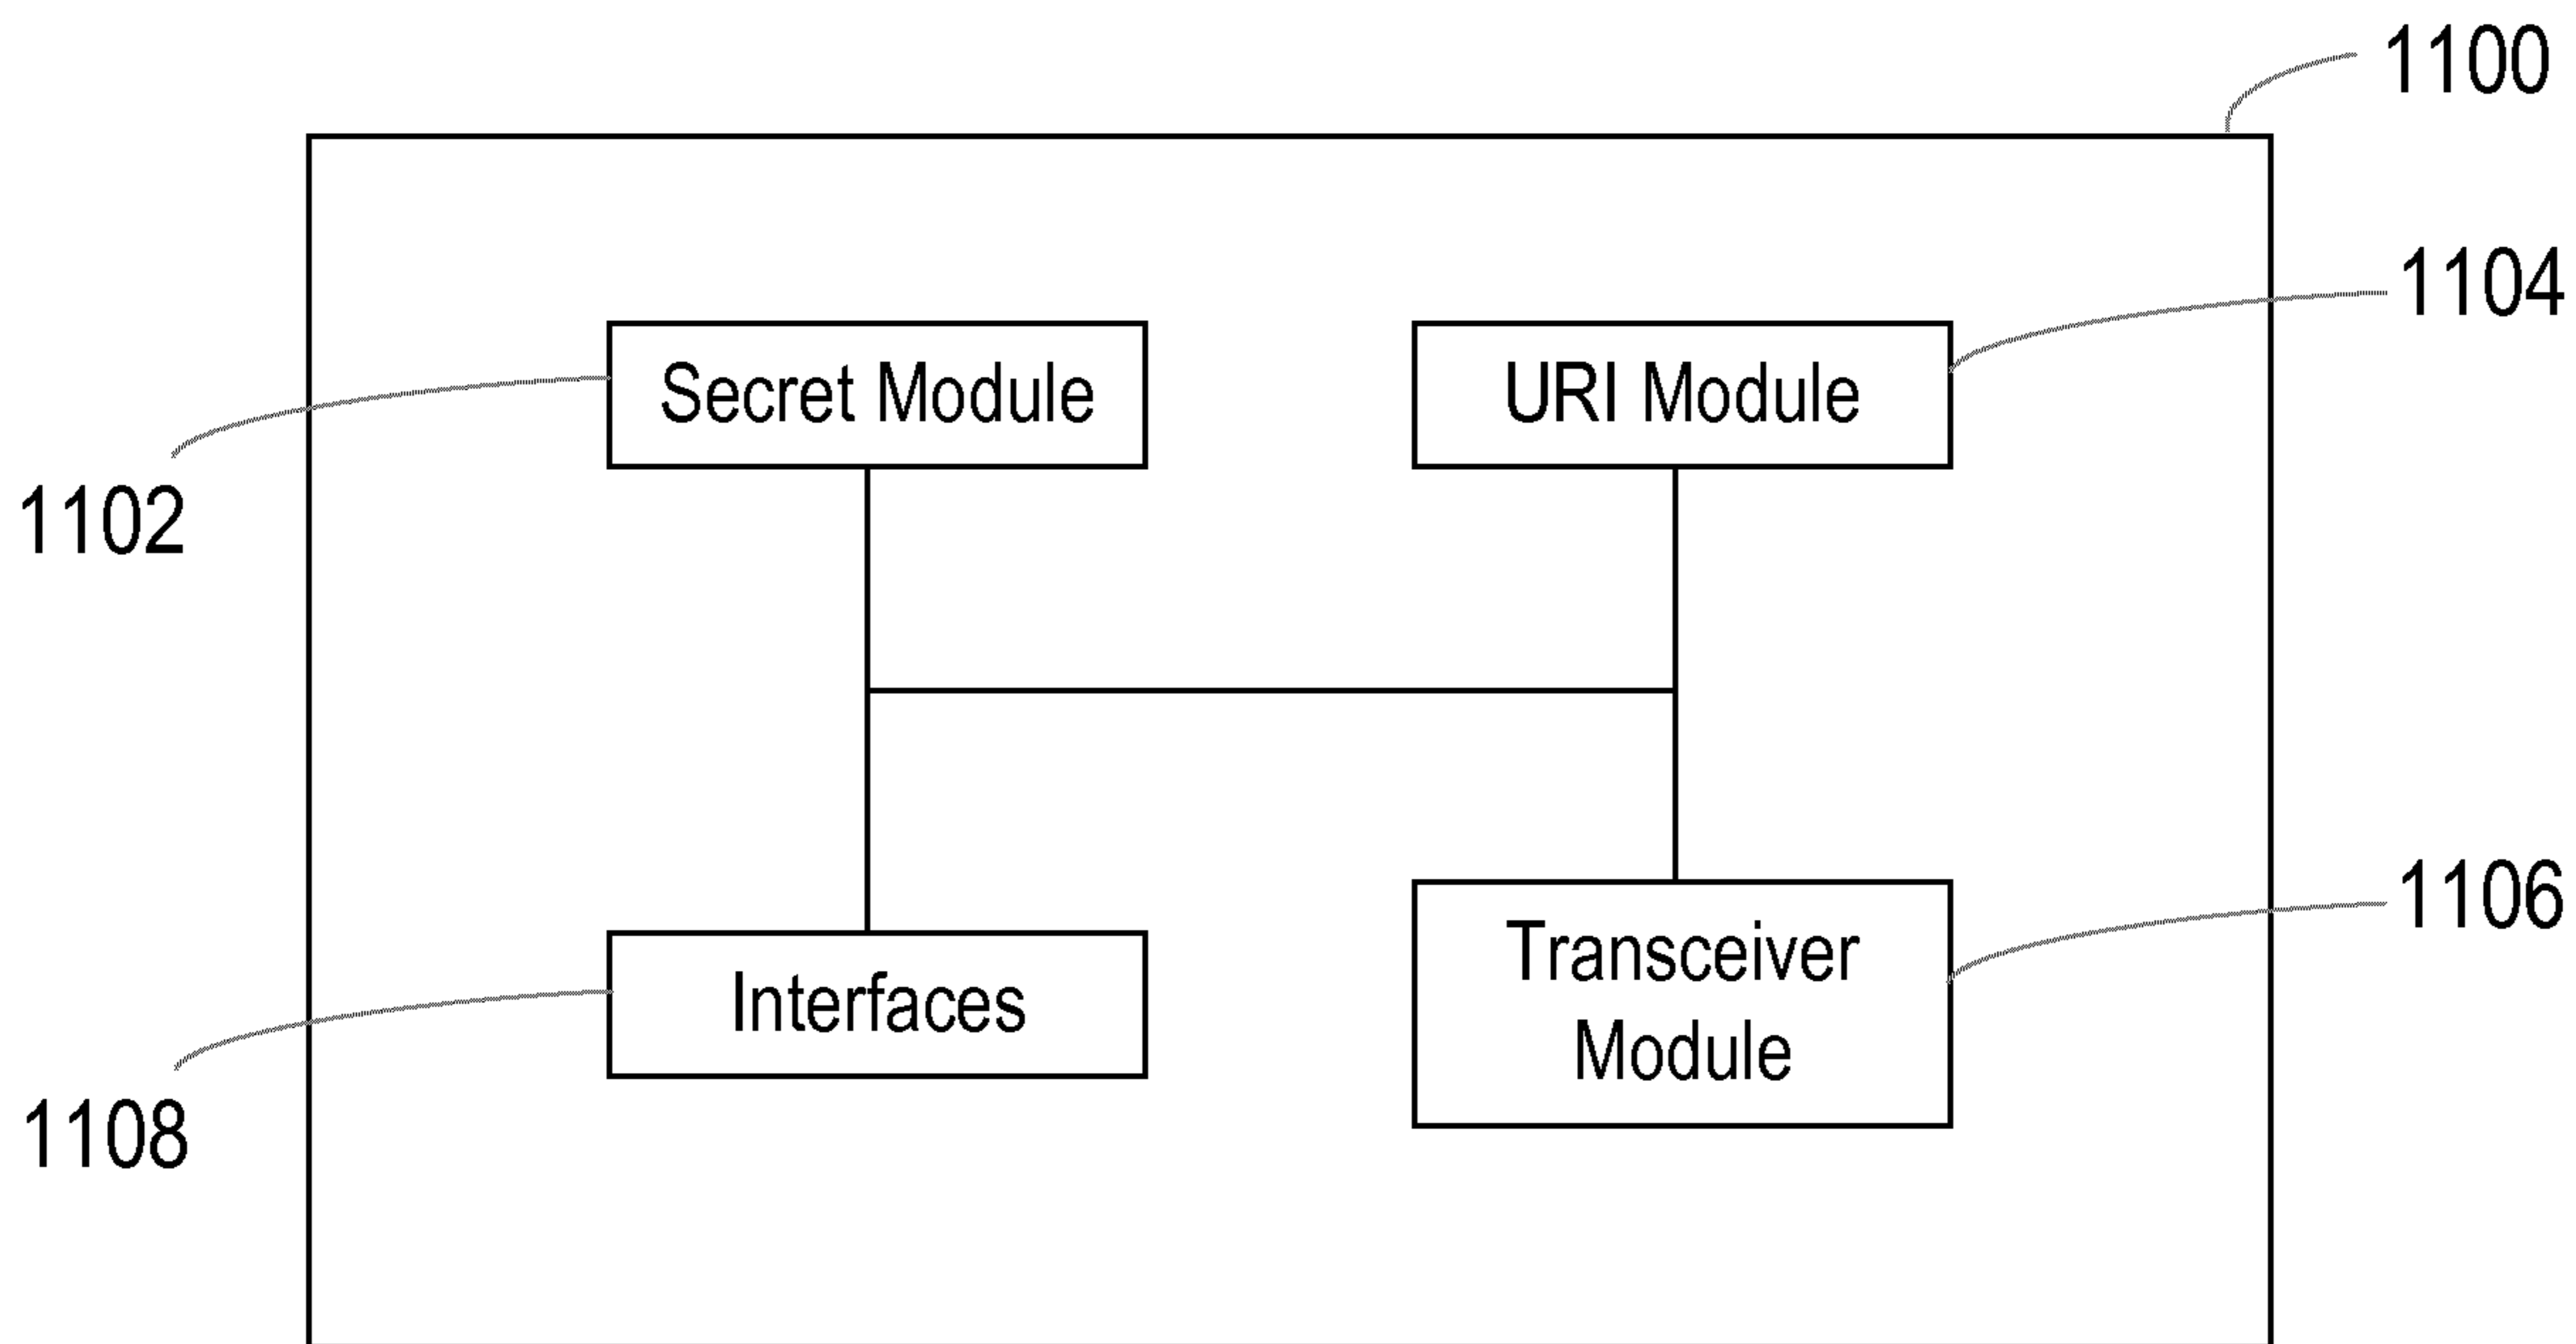 1100
1104
Secret Module
URI Module
1102
1106
Interfaces
Transceiver
Module
1108